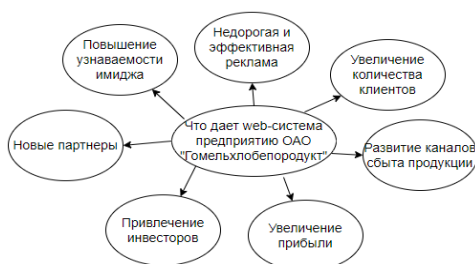 Повышение
узнаваемости
имиджа
Недорогая и
эффективная
реклама
Увеличение
количества
клиентов
Новые партнеры
Что дает web-система
предприятию ОАО
"Гомельхлобепородукт"
Развитие каналов
сбыта продукции
Привлечение
инвесторов
Увеличение
прибыли